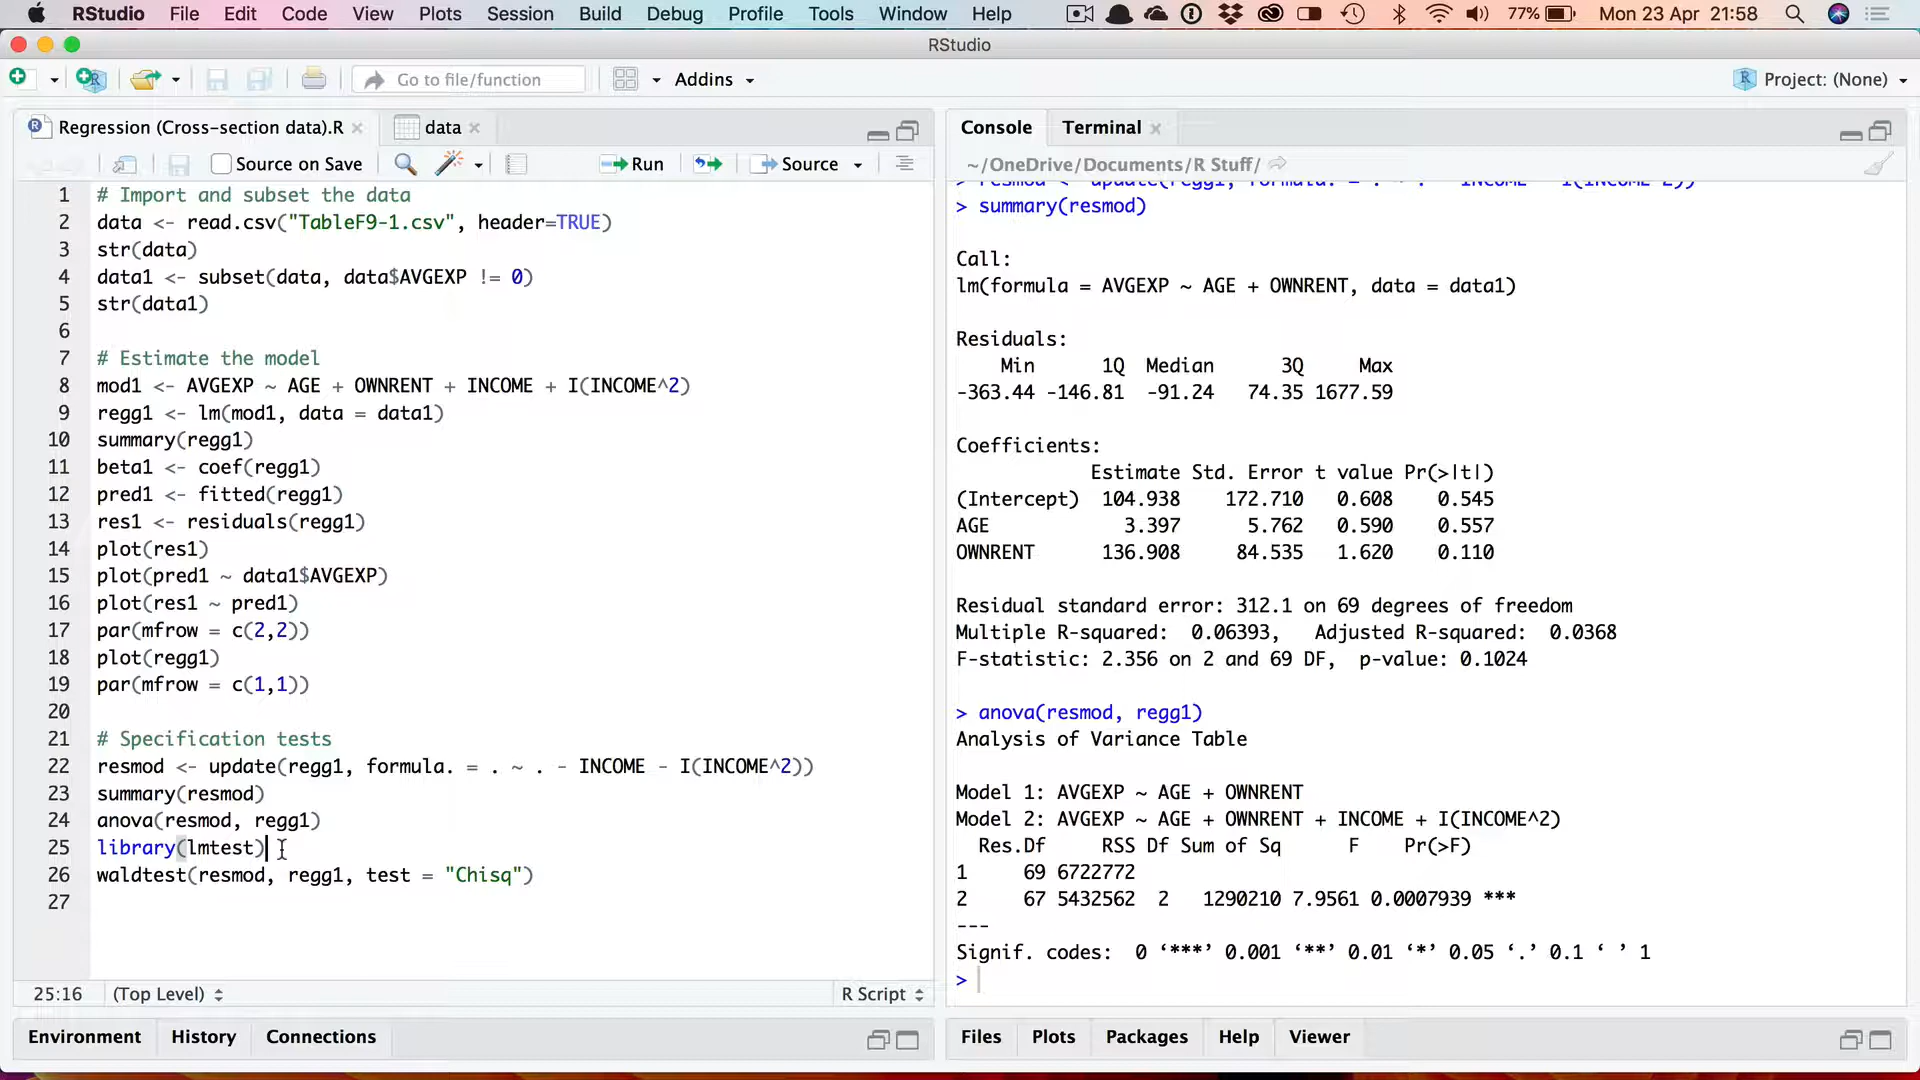 RStudio File Edit Code View Plots Session Build Debug Profile Tools Window Help 77% Mon 23 Apr 21:58
RStudio
Go to file/function Addins Project: (None)
Regression (Cross-section data).R data
Source on Save Run Source
1 # Import and subset the data
2 data <- read.csv("TableF9-1.csv", header=TRUE)
3 str(data)
4 data1 <- subset(data, data$AVGEXP != 0)
5 str(data1)
6
7 # Estimate the model
8 mod1 <- AVGEXP ~ AGE + OWNRENT + INCOME + I(INCOME^2)
9 regg1 <- lm(mod1, data = data1)
10 summary(regg1)
11 beta1 <- coef(regg1)
12 pred1 <- fitted(regg1)
13 res1 <- residuals(regg1)
14 plot(res1)
15 plot(pred1 ~ data1$AVGEXP)
16 plot(res1 ~ pred1)
17 par(mfrow = c(2,2))
18 plot(regg1)
19 par(mfrow = c(1,1))
20
21 # Specification tests
22 resmod <- update(regg1, formula. = . ~ . - INCOME - I(INCOME^2))
23 summary(resmod)
24 anova(resmod, regg1)
25 library(lmtest)
26 waldtest(resmod, regg1, test = "Chisq")
27
25:16 (Top Level) R Script
Environment History Connections
Console Terminal
~/OneDrive/Documents/R Stuff/
> resmod <- update(regg1, formula. = . ~ . - INCOME - I(INCOME^2))
> summary(resmod)
Call:
lm(formula = AVGEXP ~ AGE + OWNRENT, data = data1)
Residuals:
Min 1Q Median 3Q Max
-363.44 -146.81 -91.24 74.35 1677.59
Coefficients:
Estimate Std. Error t value Pr(>|t|)
(Intercept) 104.938 172.710 0.608 0.545
AGE 3.397 5.762 0.590 0.557
OWNRENT 136.908 84.535 1.620 0.110
Residual standard error: 312.1 on 69 degrees of freedom
Multiple R-squared: 0.06393, Adjusted R-squared: 0.0368
F-statistic: 2.356 on 2 and 69 DF, p-value: 0.1024
> anova(resmod, regg1)
Analysis of Variance Table
Model 1: AVGEXP ~ AGE + OWNRENT
Model 2: AVGEXP ~ AGE + OWNRENT + INCOME + I(INCOME^2)
Res.Df RSS Df Sum of Sq F Pr(>F)
1 69 6722772
2 67 5432562 2 1290210 7.9561 0.0007939 ***
---
Signif. codes: 0 ‘***’ 0.001 ‘**’ 0.01 ‘*’ 0.05 ‘.’ 0.1 ‘ ’ 1
>
Files Plots Packages Help Viewer